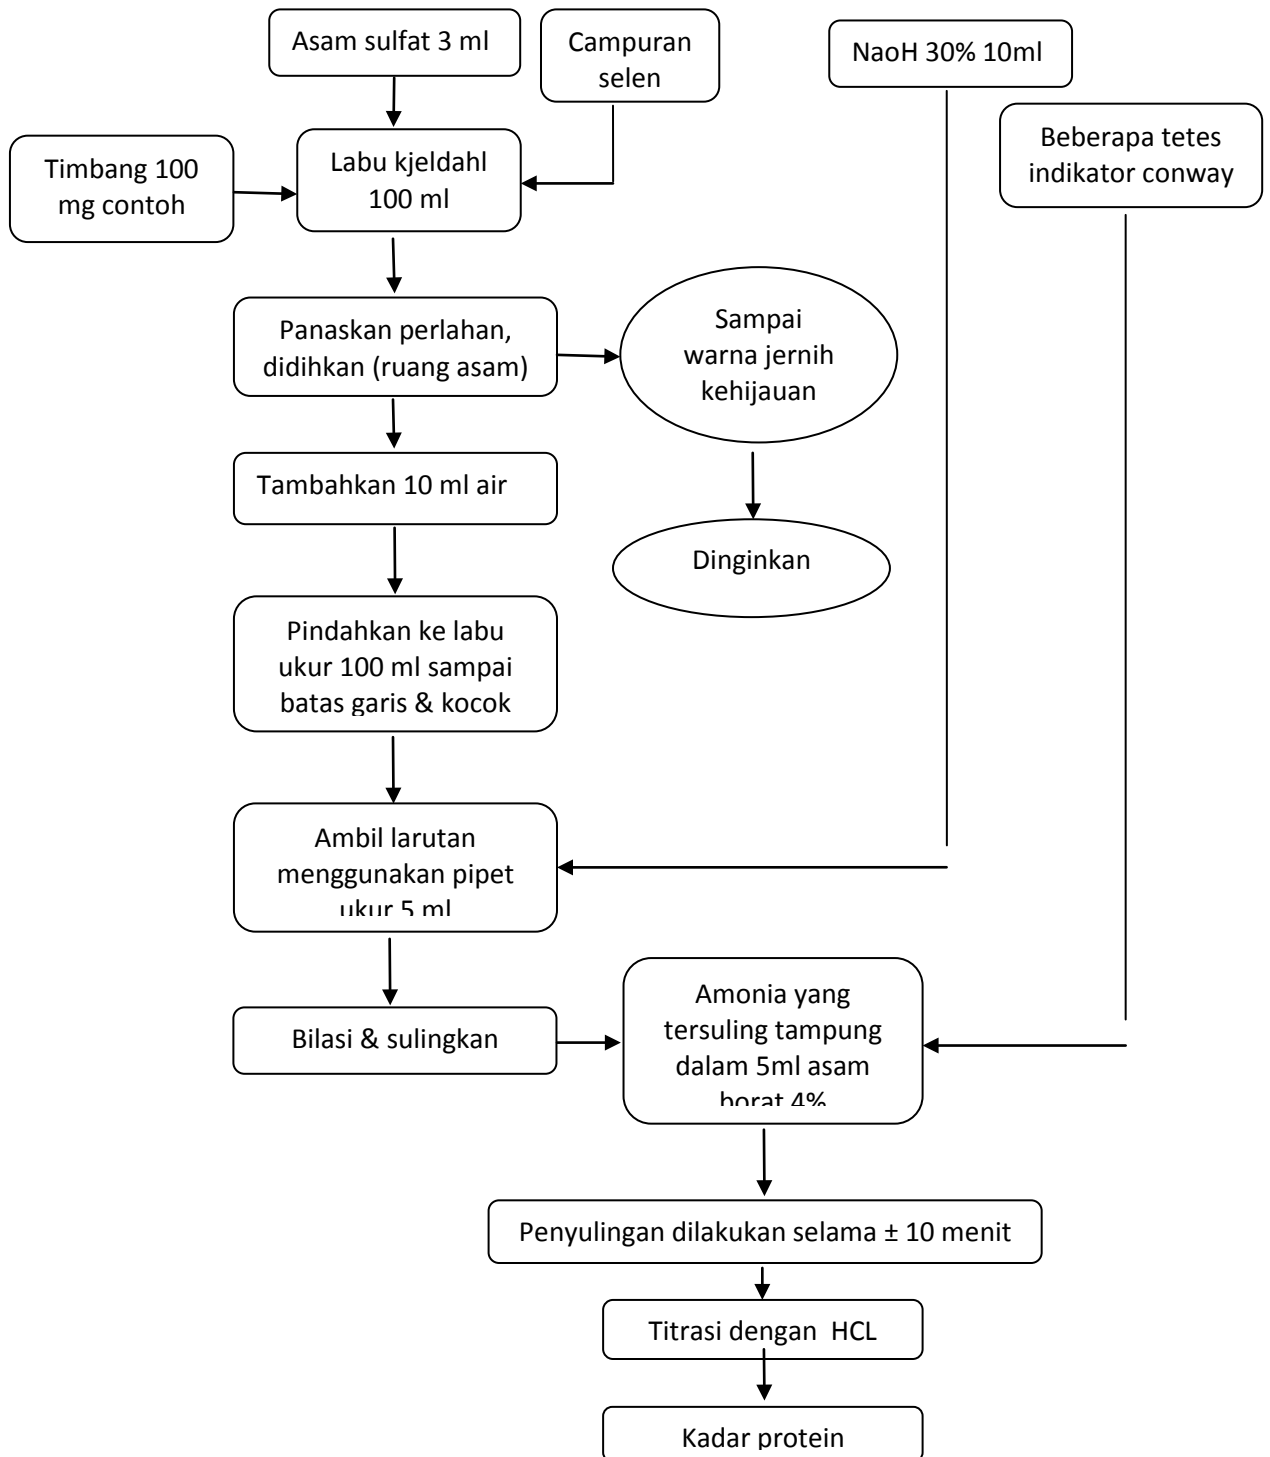 Asam sulfat 3 ml
Campuran
selen
NaoH 30% 10ml
Beberapa tetes
indikator conway
Timbang 100
mg contoh
Labu kjeldahl
100 ml
Panaskan perlahan,
didihkan (ruang asam)
Sampai
warna jernih
kehijauan
Tambahkan 10 ml air
Dinginkan
Pindahkan ke labu
ukur 100 ml sampai
batas garis & kocok
Ambil larutan
menggunakan pipet
ukur 5 ml
Bilasi & sulingkan
Amonia yang
tersuling tampung
dalam 5ml asam
borat 4%
Penyulingan dilakukan selama ± 10 menit
Titrasi dengan  HCL
Kadar protein